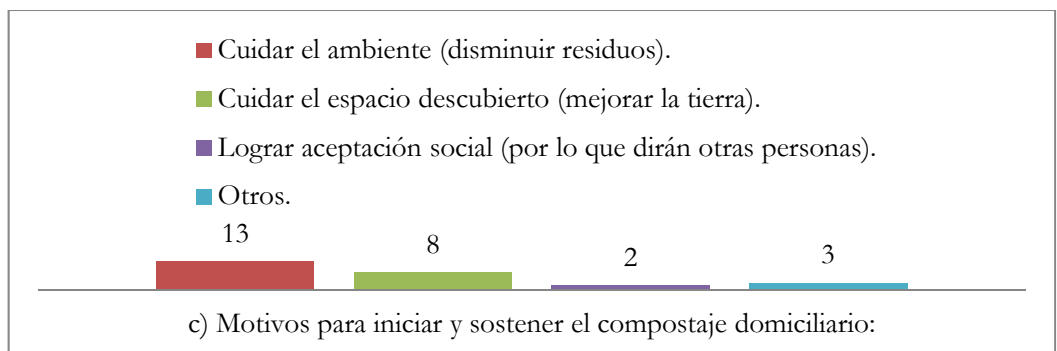 Cuidar el ambiente (disminuir residuos).
Cuidar el espacio descubierto (mejorar la tierra).
Lograr aceptación social (por lo que dirán otras personas).
Otros.
13 8 2 3
c) Motivos para iniciar y sostener el compostaje domiciliario: